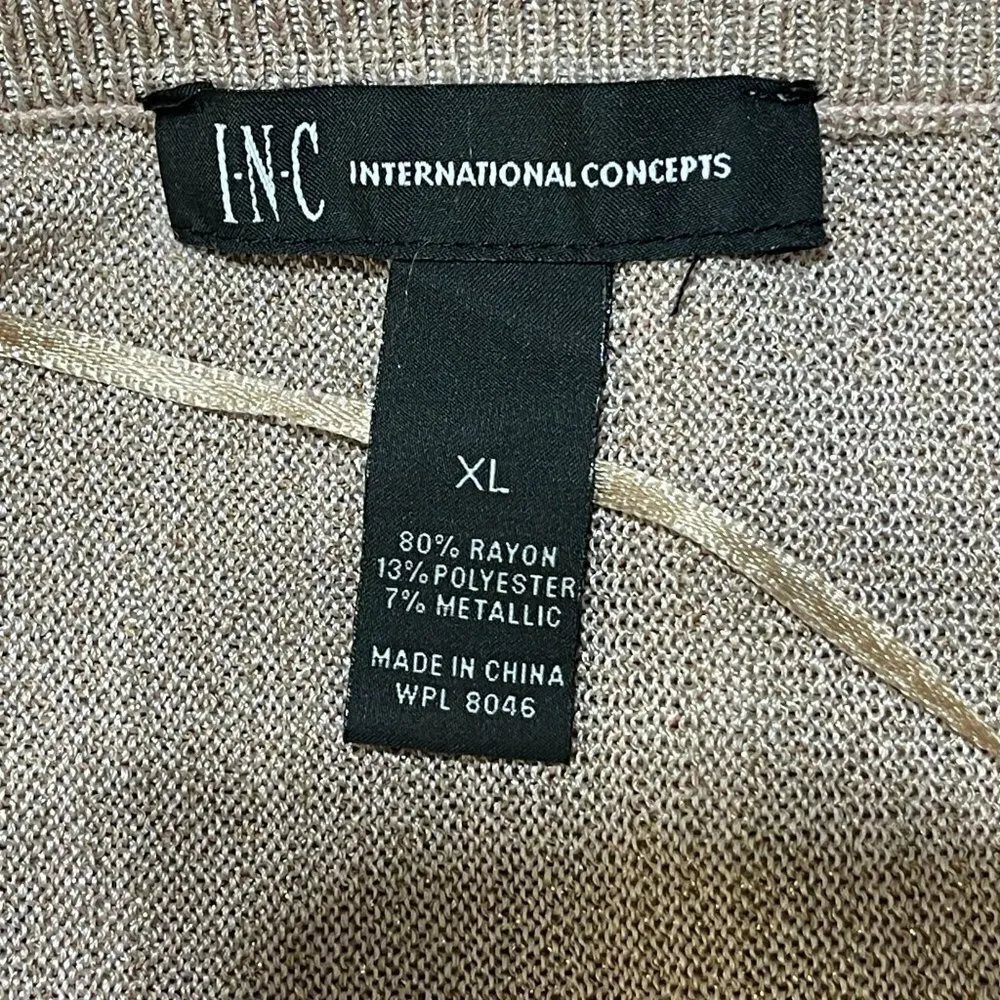 I·N·C INTERNATIONAL CONCEPTS
XL
80% RAYON
13% POLYESTER
7% METALLIC
MADE IN CHINA
WPL 8046